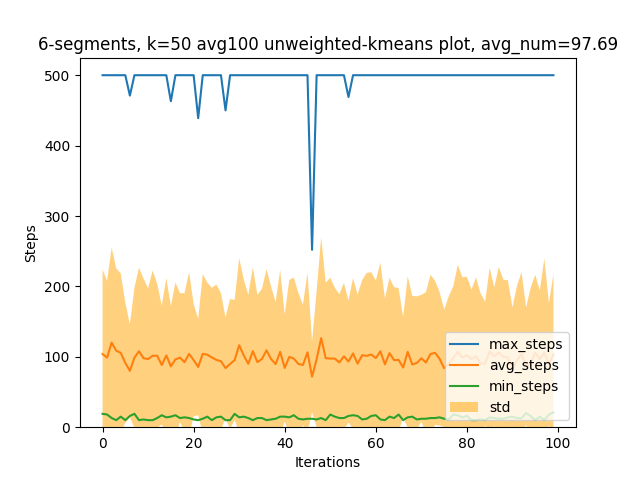 6-segments, k=50 avg100 unweighted-kmeans plot, avg_num=97.69
500
400
300
200
100
0
Steps
max_steps
avg_steps
min_steps
std
0
20
40
60
80
100
Iterations